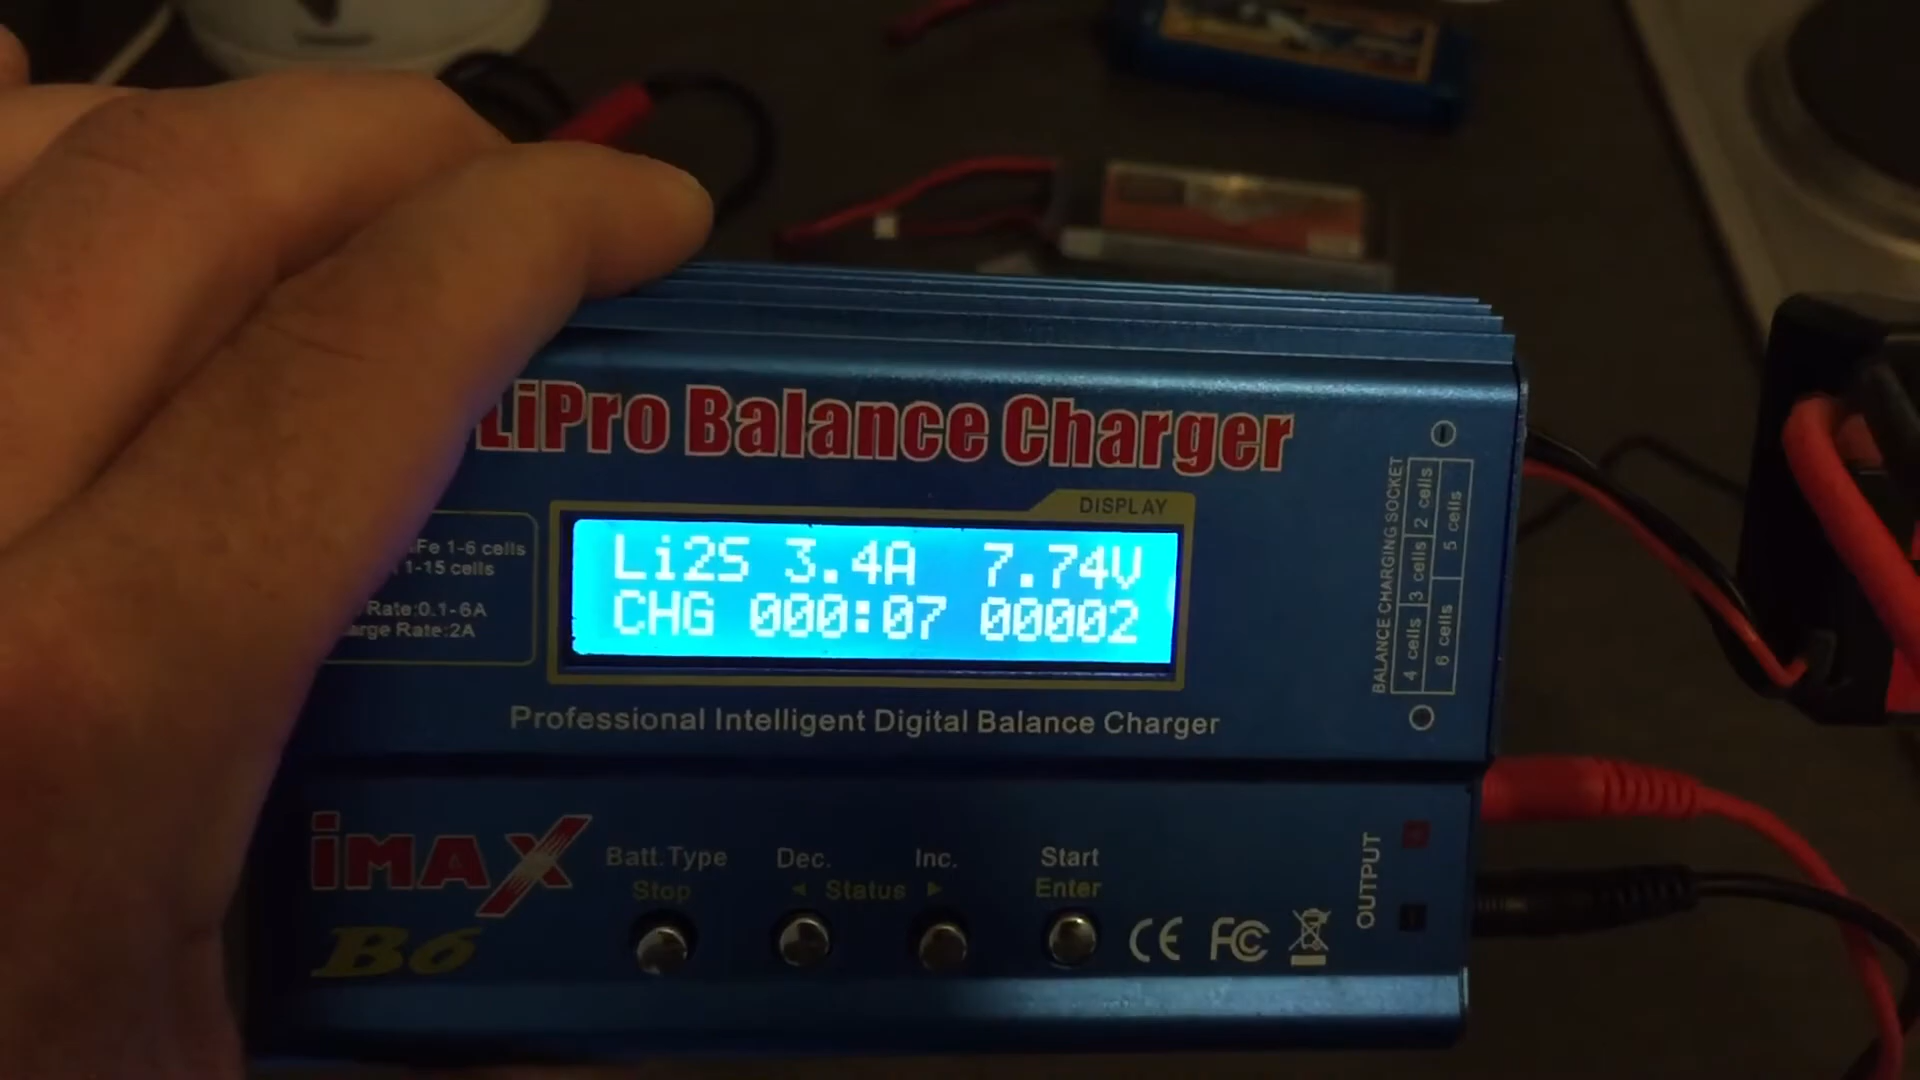 LiPro Balance Charger
DISPLAY
Li2S 3.4A 7.74V
CHG 000:07 00002
Fe 1-6 cells
1-15 cells
Rate:0.1-6A
Rate:2A
BALANCE CHARGING SOCKET
4 cells 3 cells 2 cells
6 cells 5 cells
Professional Intelligent Digital Balance Charger
iMAX
B6
Batt.Type Dec. Inc. Start
Stop ◄ Status ► Enter
CE FC
OUTPUT
+
-